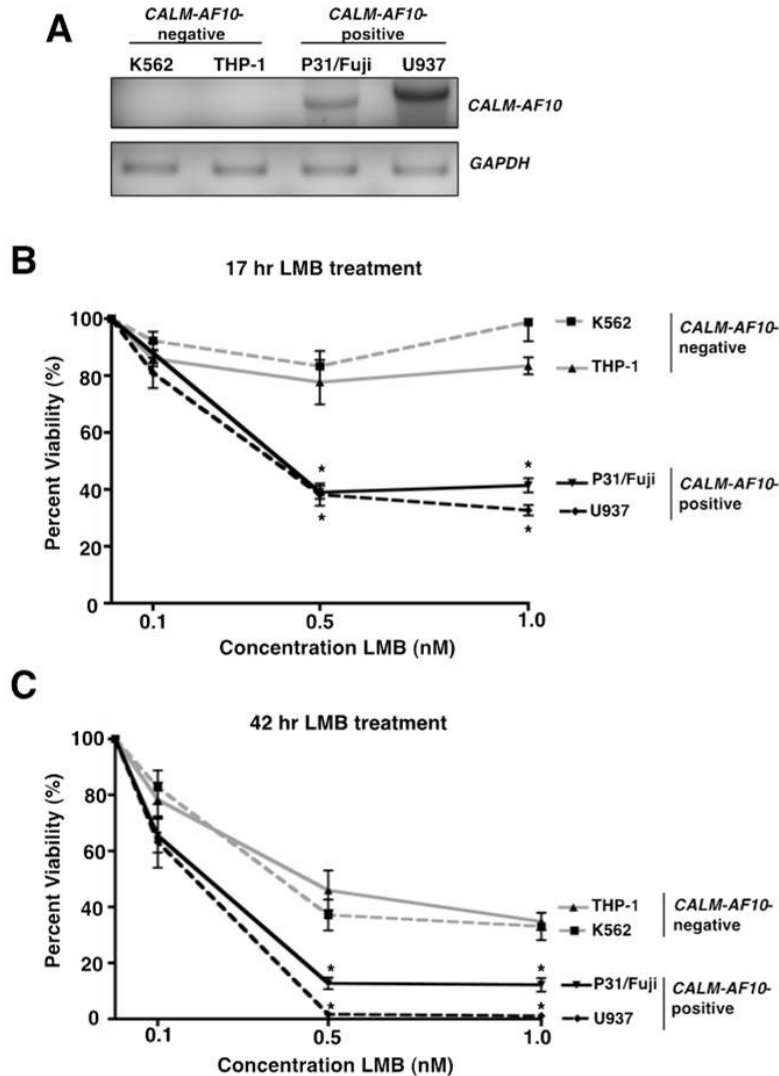 A
CALM-AF10-
negative
CALM-AF10-
positive
K562 THP-1 P31/Fuji U937
CALM-AF10
GAPDH
B
17 hr LMB treatment
100
80
60
40
20
0
Percent Viability (%)
0.1 0.5 1.0
Concentration LMB (nM)
* *
* *
K562
THP-1
CALM-AF10-
negative
P31/Fuji
U937
CALM-AF10-
positive
C
42 hr LMB treatment
100
80
60
40
20
0
Percent Viability (%)
0.1 0.5 1.0
Concentration LMB (nM)
* *
* *
THP-1
K562
CALM-AF10-
negative
P31/Fuji
U937
CALM-AF10-
positive